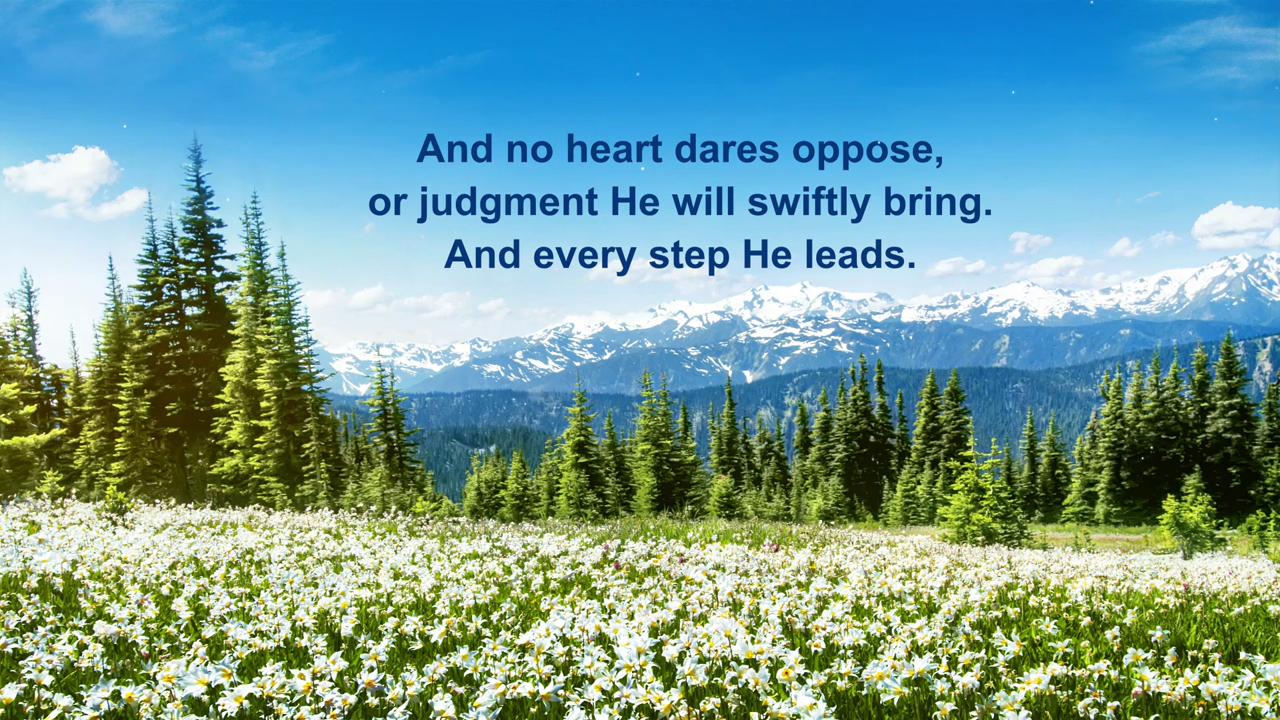 And no heart dares oppose,
or judgment He will swiftly bring.
And every step He leads.